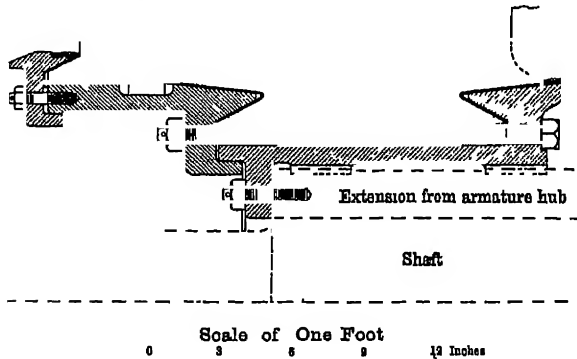 Extension from armature hub
Shaft
Scale of One Foot
0 3 6 9 12 Inches